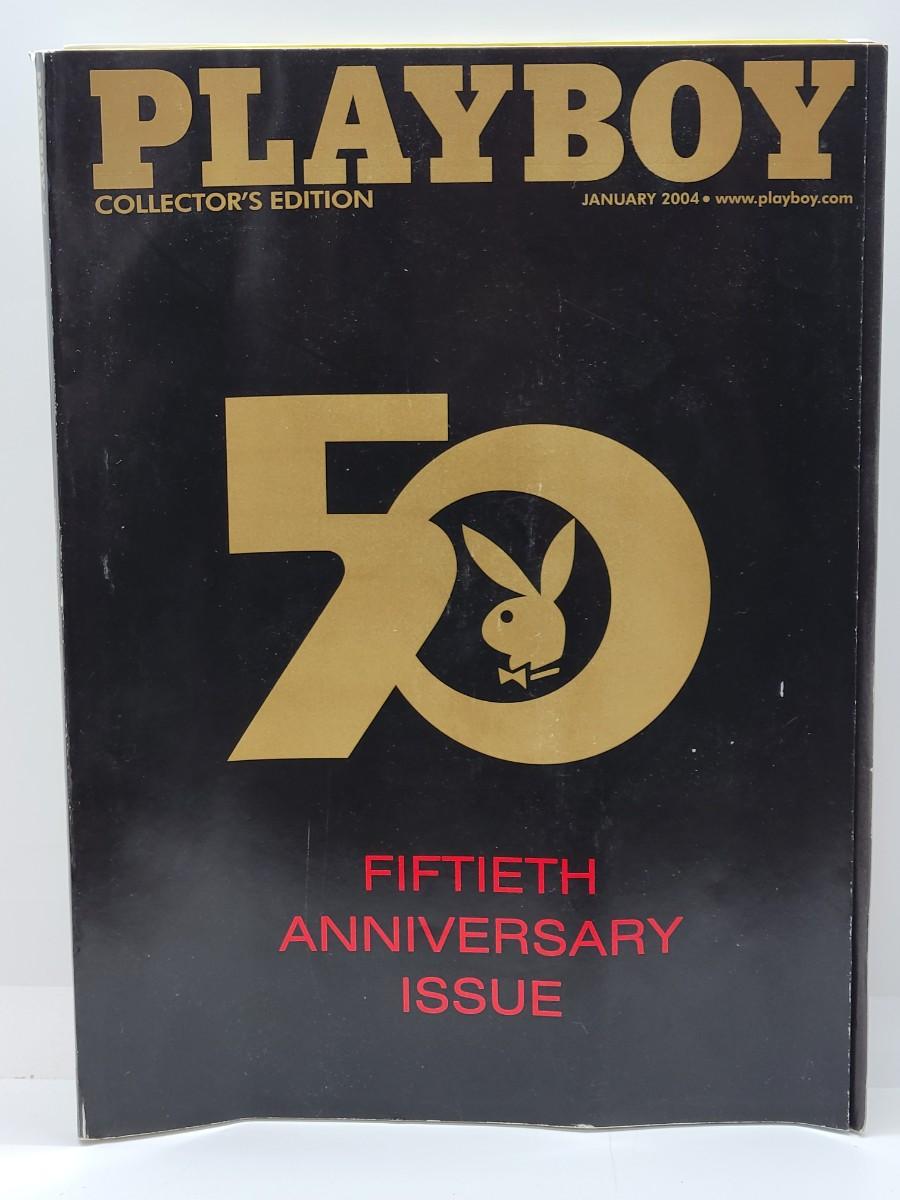 PLAYBOY
COLLECTOR'S EDITION
JANUARY 2004 • www.playboy.com
50
FIFTIETH
ANNIVERSARY
ISSUE